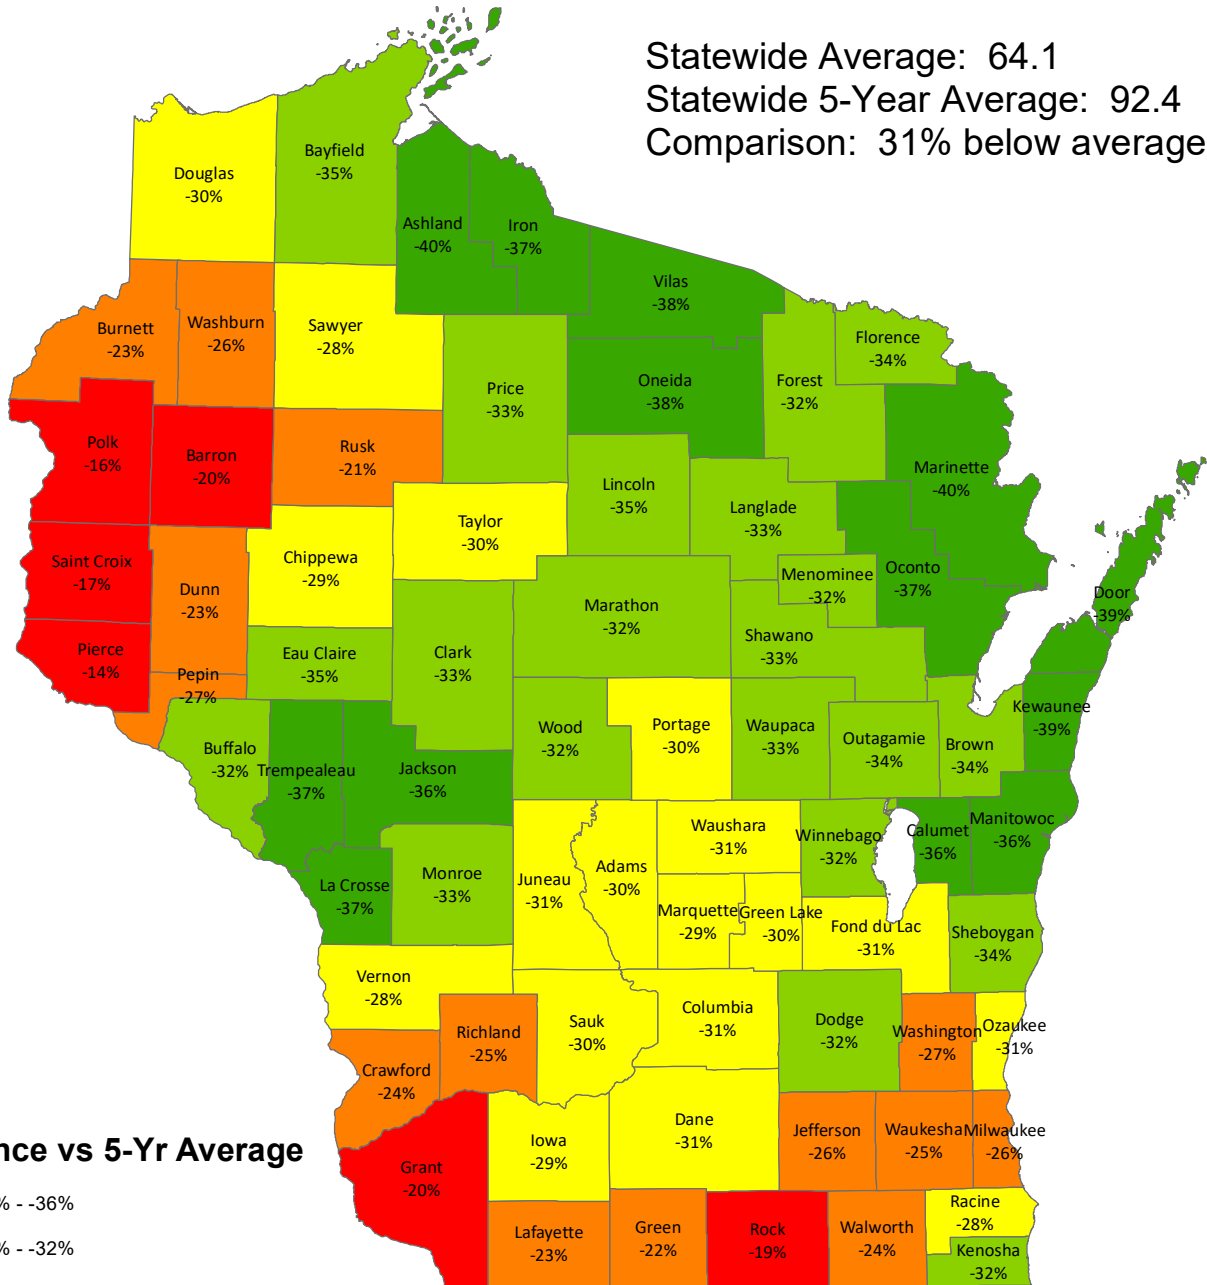 Statewide Average: 64.1
Statewide 5-Year Average: 92.4
Comparison: 31% below average
Douglas
-30%
Bayfield
-35%
Ashland
-40%
Iron
-37%
Vilas
-38%
Burnett
-23%
Washburn
-26%
Sawyer
-28%
Price
-33%
Oneida
-38%
Forest
-32%
Florence
-34%
Marinette
-40%
Polk
-16%
Barron
-20%
Rusk
-21%
Lincoln
-35%
Langlade
-33%
Taylor
-30%
Chippewa
-29%
Saint Croix
-17%
Dunn
-23%
Menominee
-32%
Oconto
-37%
Door
-39%
Marathon
-32%
Shawano
-33%
Pierce
-14%
Pepin
-27%
Eau Claire
-35%
Clark
-33%
Buffalo
-32%
Trempealeau
-37%
Jackson
-36%
Wood
-32%
Portage
-30%
Waupaca
-33%
Outagamie
-34%
Brown
-34%
Kewaunee
-39%
Waushara
-31%
Winnebago
-32%
Calumet
-36%
Manitowoc
-36%
La Crosse
-37%
Monroe
-33%
Juneau
-31%
Adams
-30%
Marquette
-29%
Green Lake
-30%
Fond du Lac
-31%
Sheboygan
-34%
Vernon
-28%
Richland
-25%
Sauk
-30%
Columbia
-31%
Dodge
-32%
Washington
-27%
Ozaukee
-31%
Crawford
-24%
Grant
-20%
Iowa
-29%
Dane
-31%
Jefferson
-26%
Waukesha
-25%
Milwaukee
-26%
Lafayette
-23%
Green
-22%
Rock
-19%
Walworth
-24%
Racine
-28%
Kenosha
-32%
nce vs 5-Yr Average
% - -36%
% - -32%